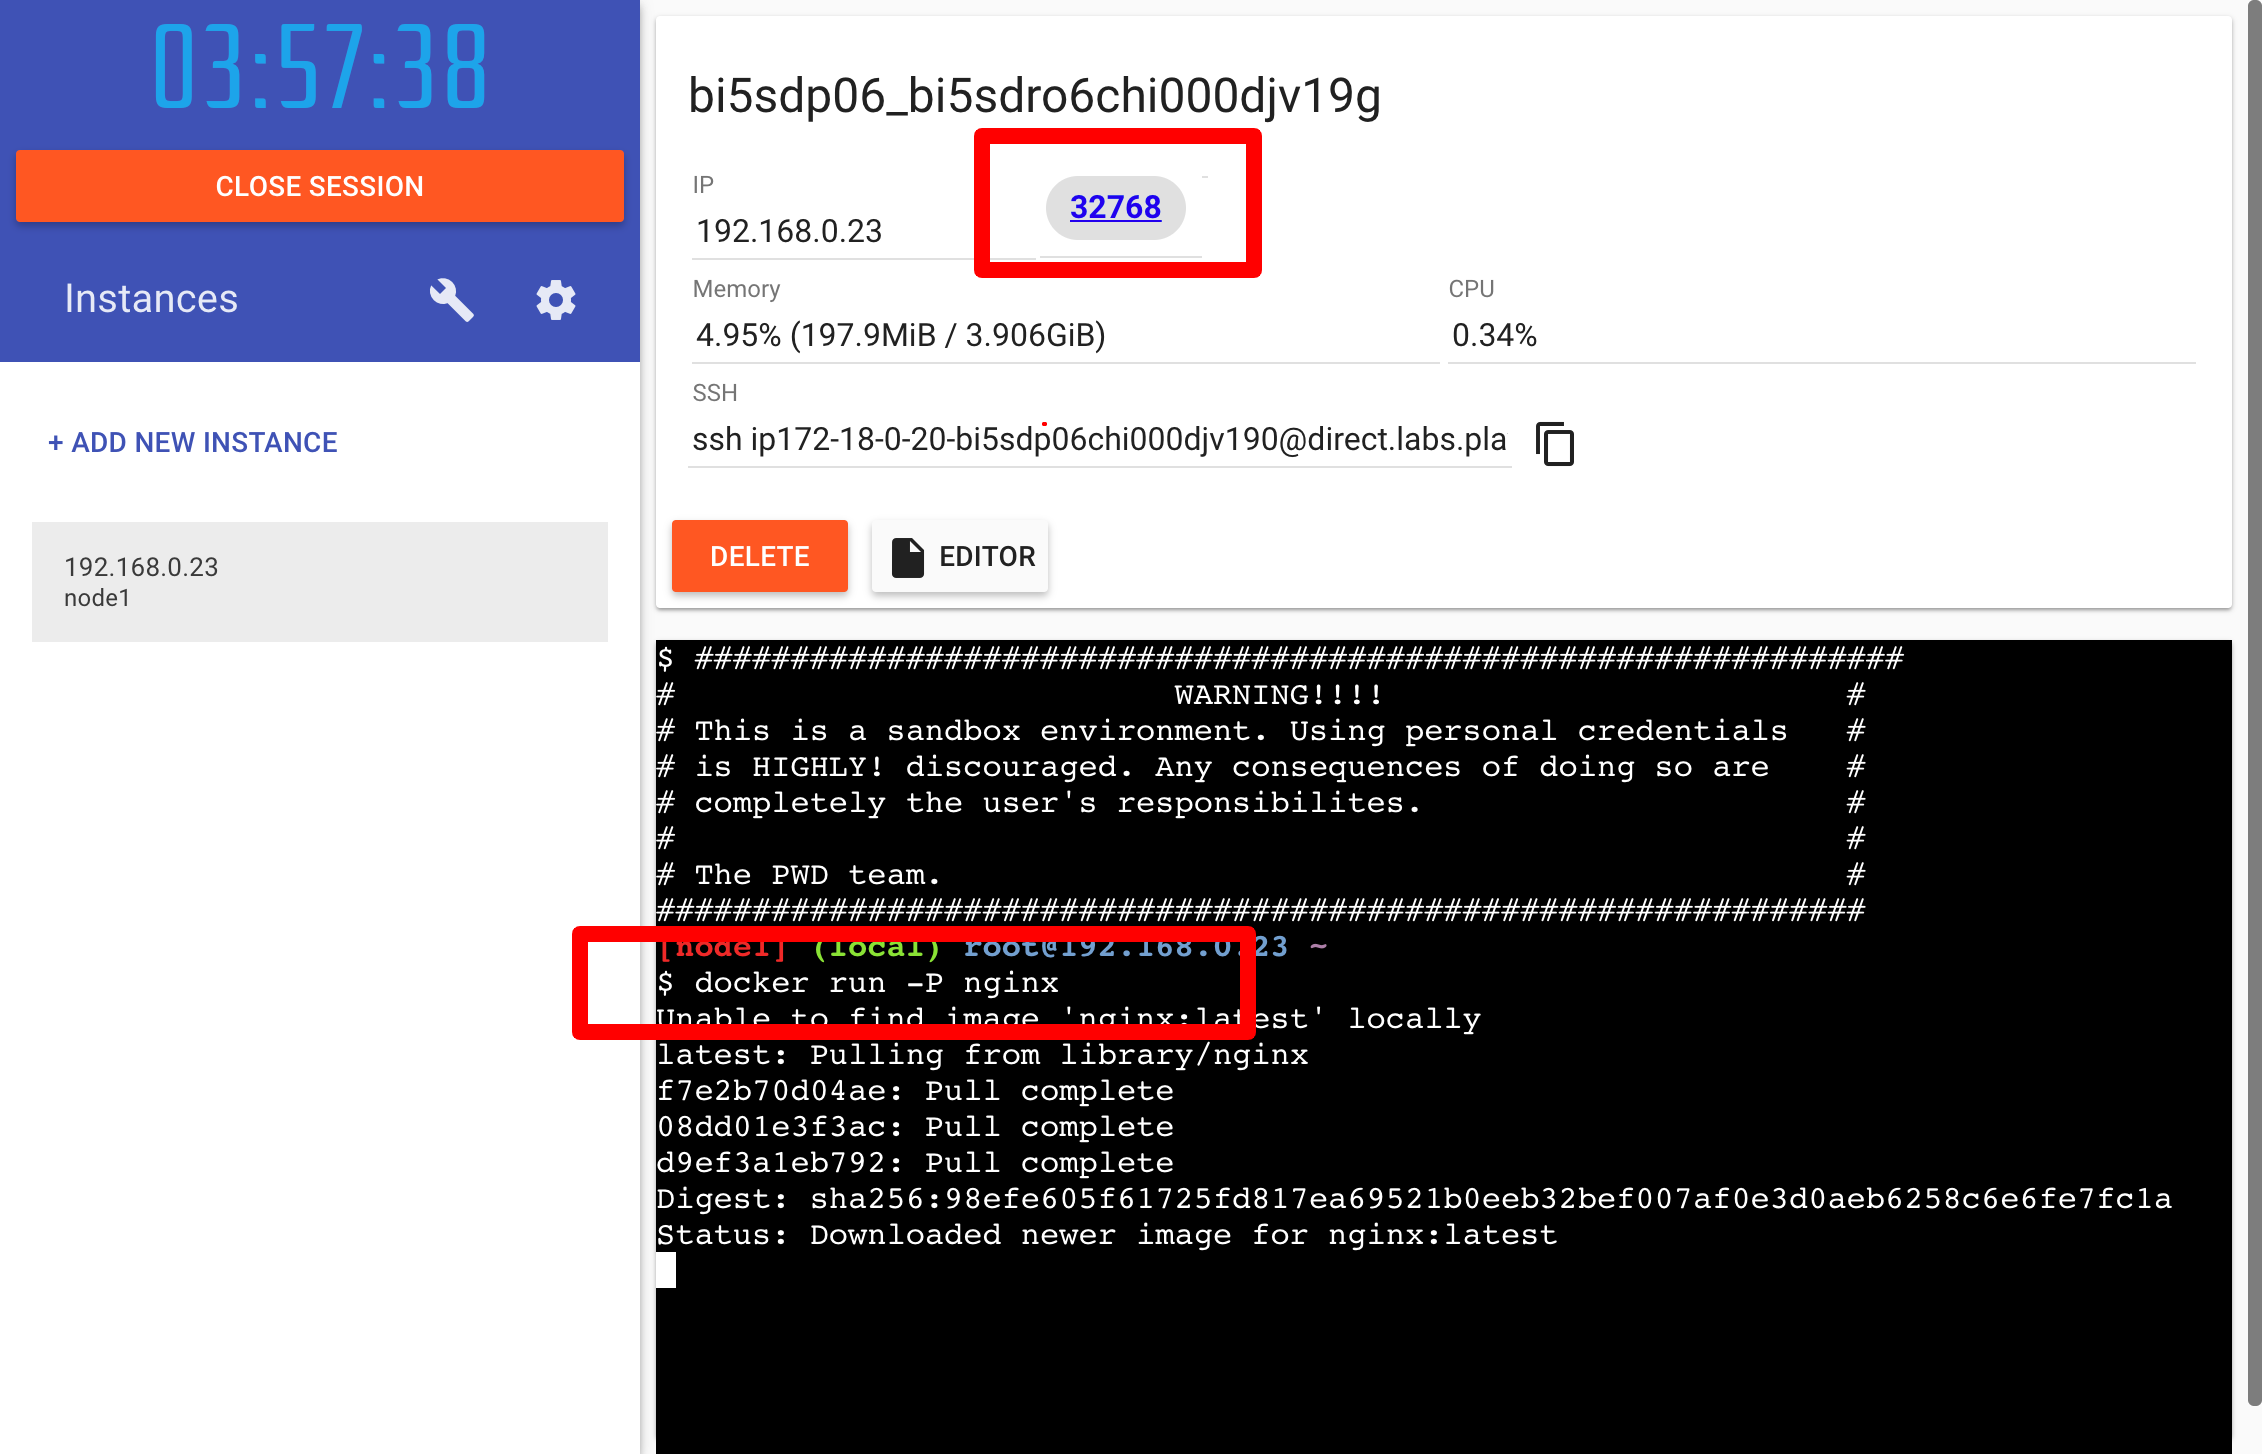 03:57:38
CLOSE SESSION
Instances
+ ADD NEW INSTANCE
192.168.0.23
node1
bi5sdp06_bi5sdro6chi000djv19g
IP
192.168.0.23
32768
Memory
4.95% (197.9MiB / 3.906GiB)
CPU
0.34%
SSH
ssh ip172-18-0-20-bi5sdp06chi000djv190@direct.labs.pla
DELETE
EDITOR
$ ###############################################################
# WARNING!!!! #
# This is a sandbox environment. Using personal credentials #
# is HIGHLY! discouraged. Any consequences of doing so are #
# completely the user's responsibilites. #
# #
# The PWD team. #
###############################################################
[node1] (local) root@192.168.0.23 ~
$ docker run -P nginx
Unable to find image 'nginx:latest' locally
latest: Pulling from library/nginx
f7e2b70d04ae: Pull complete
08dd01e3f3ac: Pull complete
d9ef3a1eb792: Pull complete
Digest: sha256:98efe605f61725fd817ea69521b0eeb32bef007af0e3d0aeb6258c6e6fe7fc1a
Status: Downloaded newer image for nginx:latest